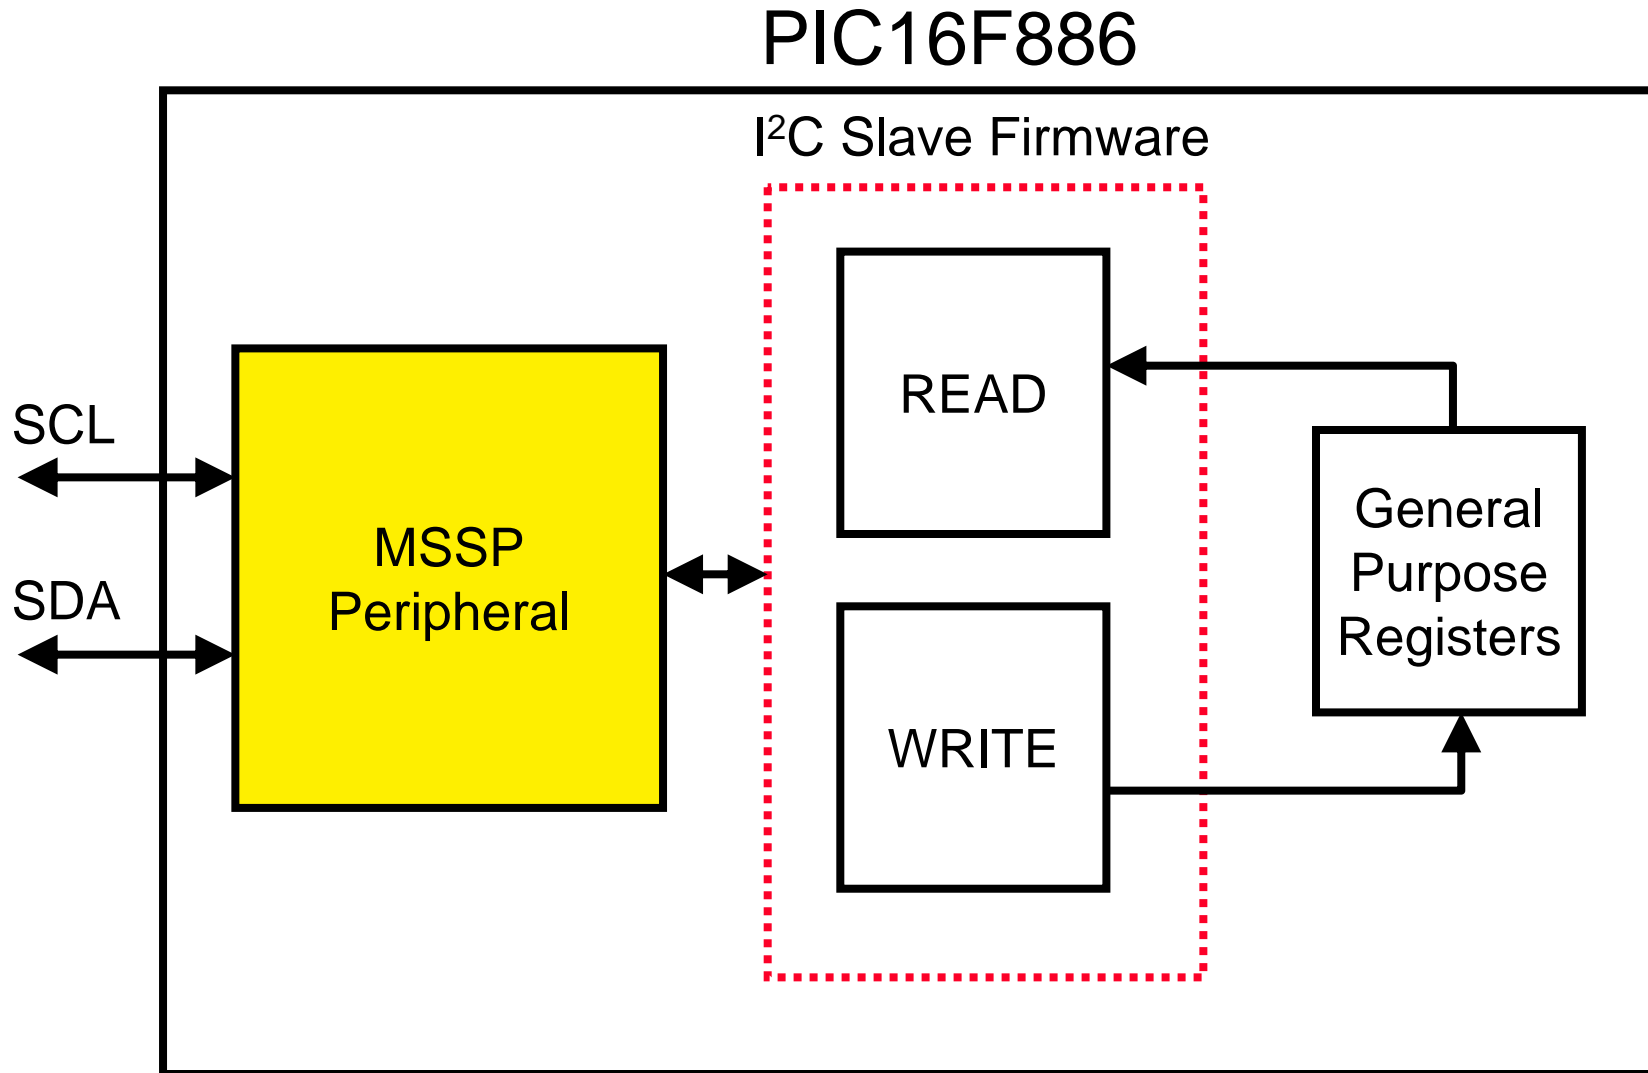 PIC16F886
I²C Slave Firmware
READ
SCL
General
Purpose
Registers
MSSP
Peripheral
SDA
WRITE